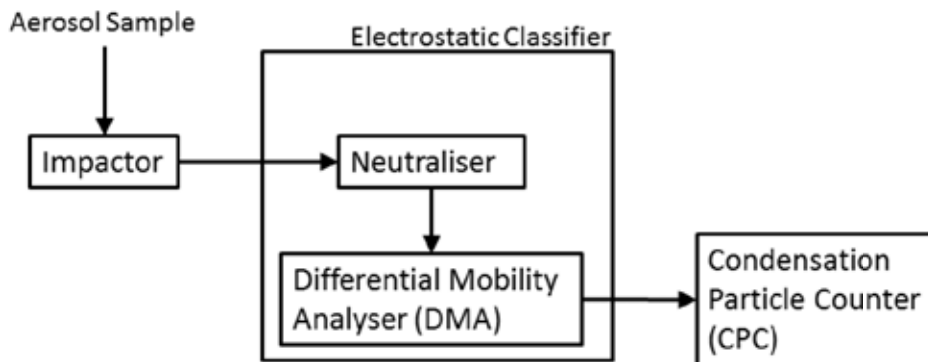 Aerosol Sample
Electrostatic Classifier
Impactor
Neutraliser
Differential Mobility
Analyser (DMA)
Condensation
Particle Counter
(CPC)